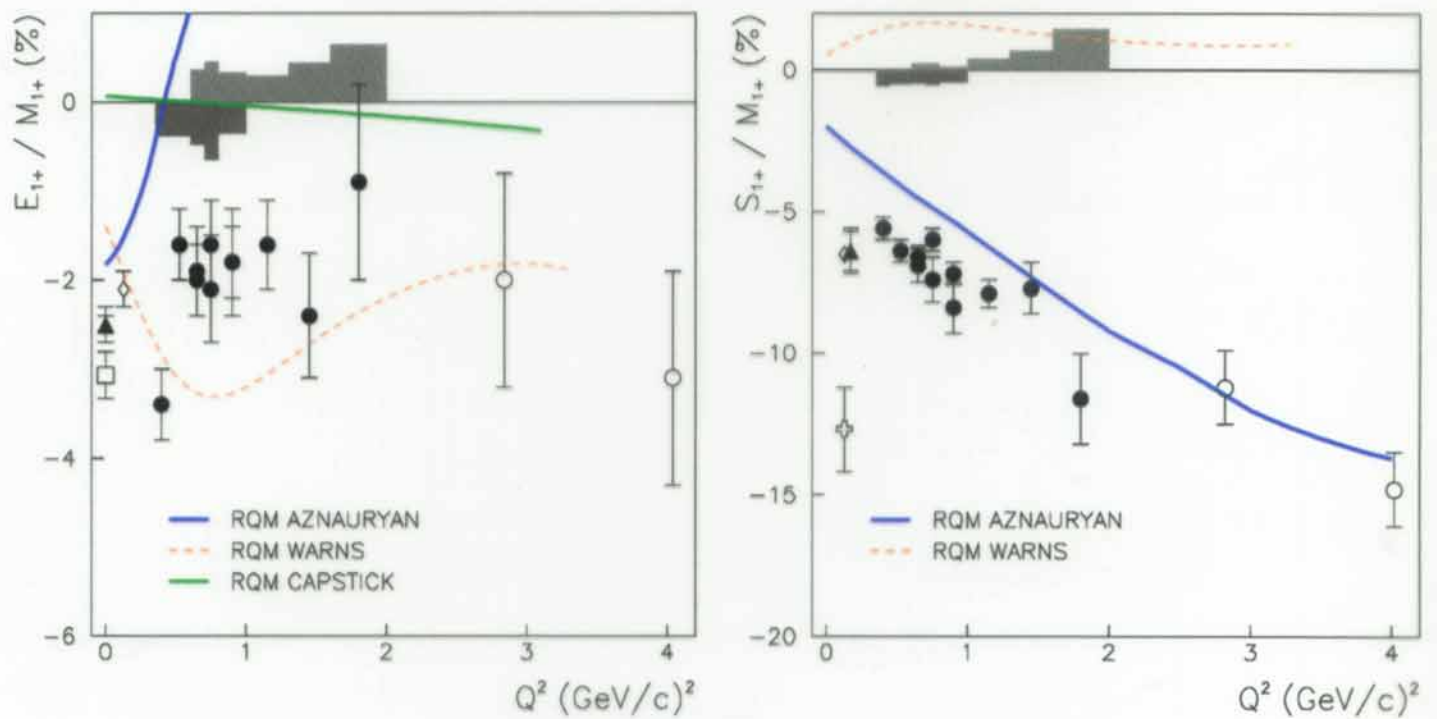 E₁₊ / M₁₊ (%)
0
−2
−4
−6
RQM AZNAURYAN
RQM WARNS
RQM CAPSTICK
0 1 2 3 4
Q² (GeV/c)²
S₁₊ / M₁₊ (%)
0
−5
−10
−15
−20
RQM AZNAURYAN
RQM WARNS
0 1 2 3 4
Q² (GeV/c)²